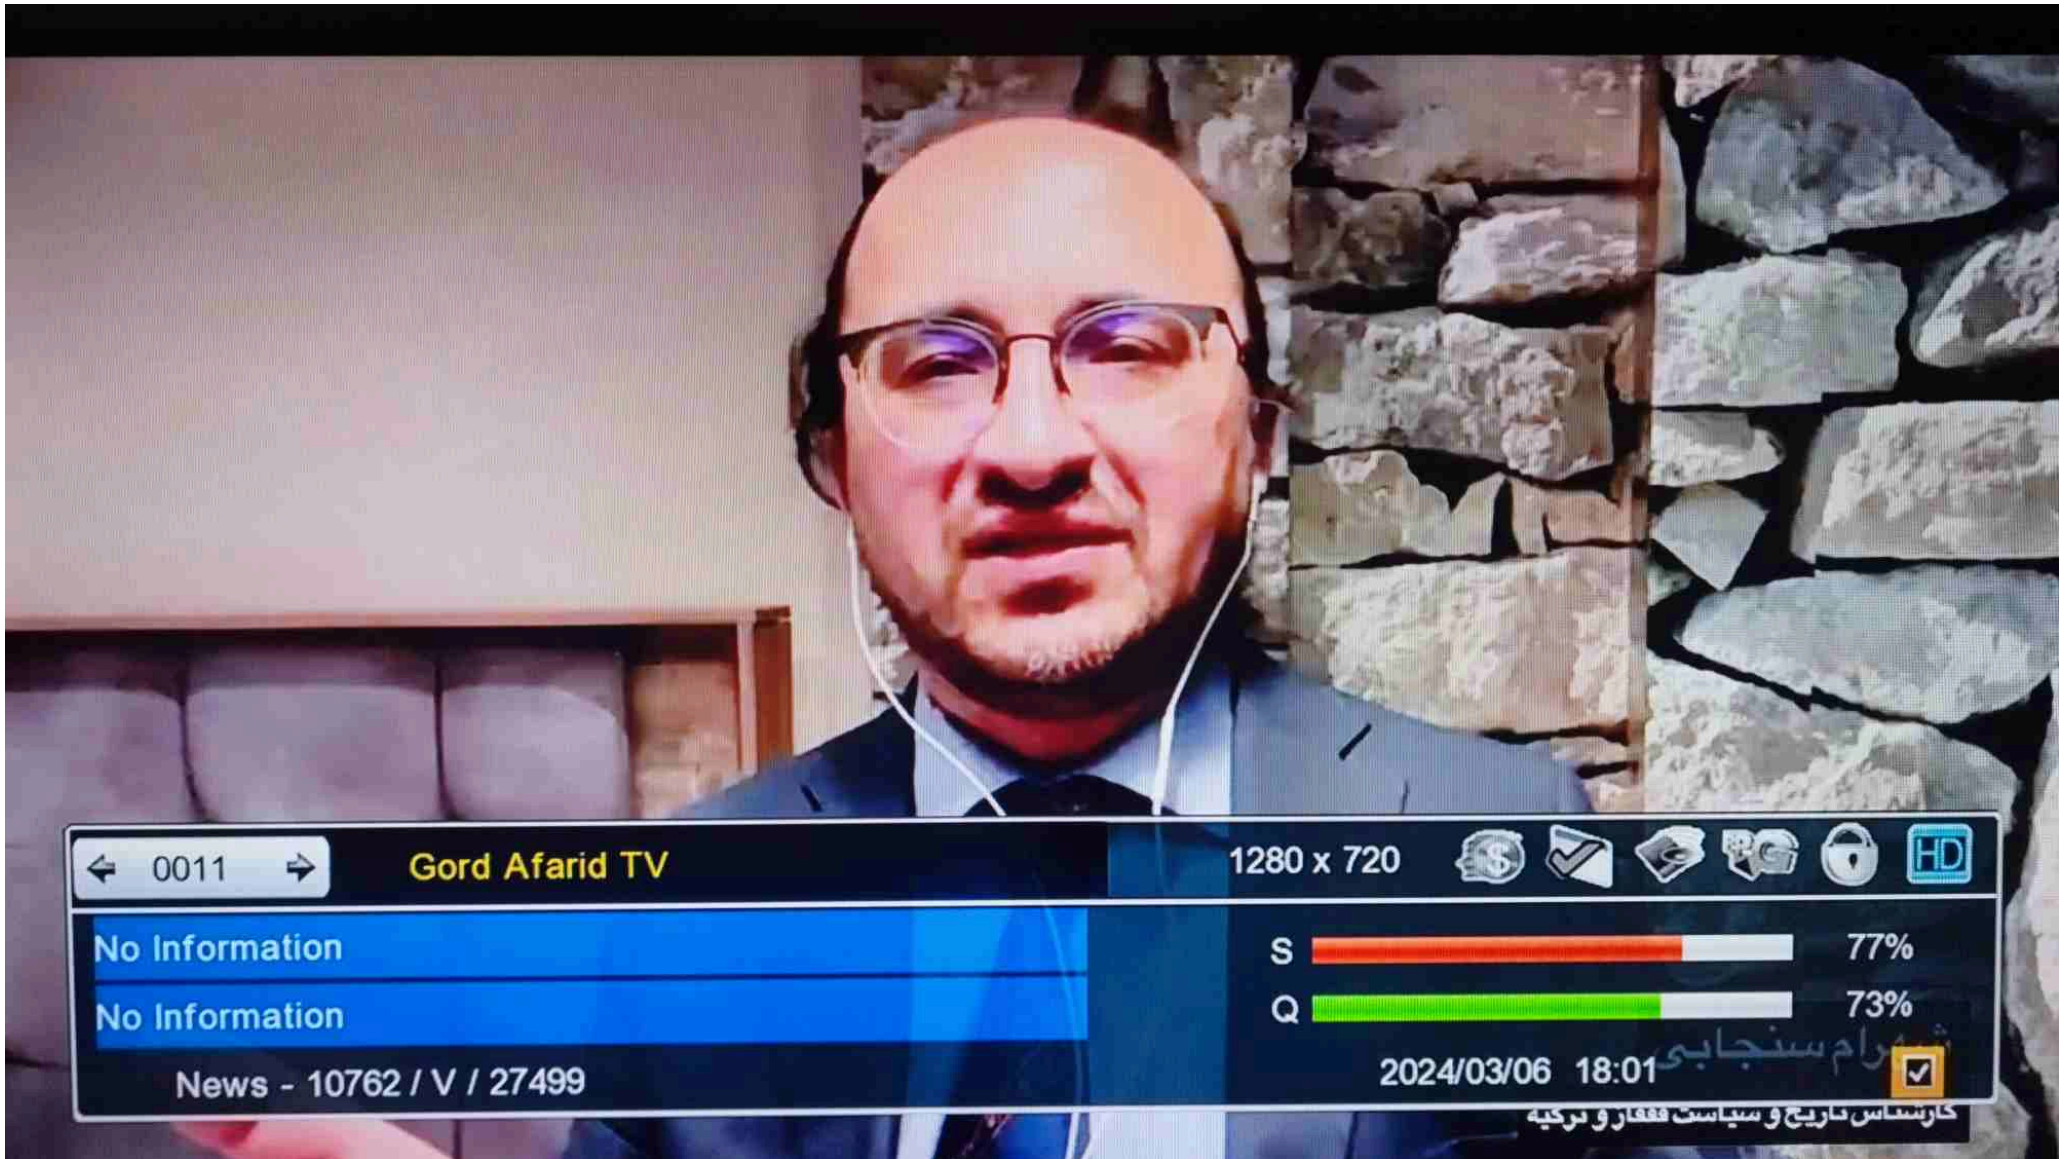 0011 Gord Afarid TV 1280 x 720 HD
No Information
S 77%
No Information
Q 73%
News - 10762 / V / 27499
2024/03/06 18:01
شهرام سنجابی
کارشناس تاریخ و سیاست قفقاز و ترکیه